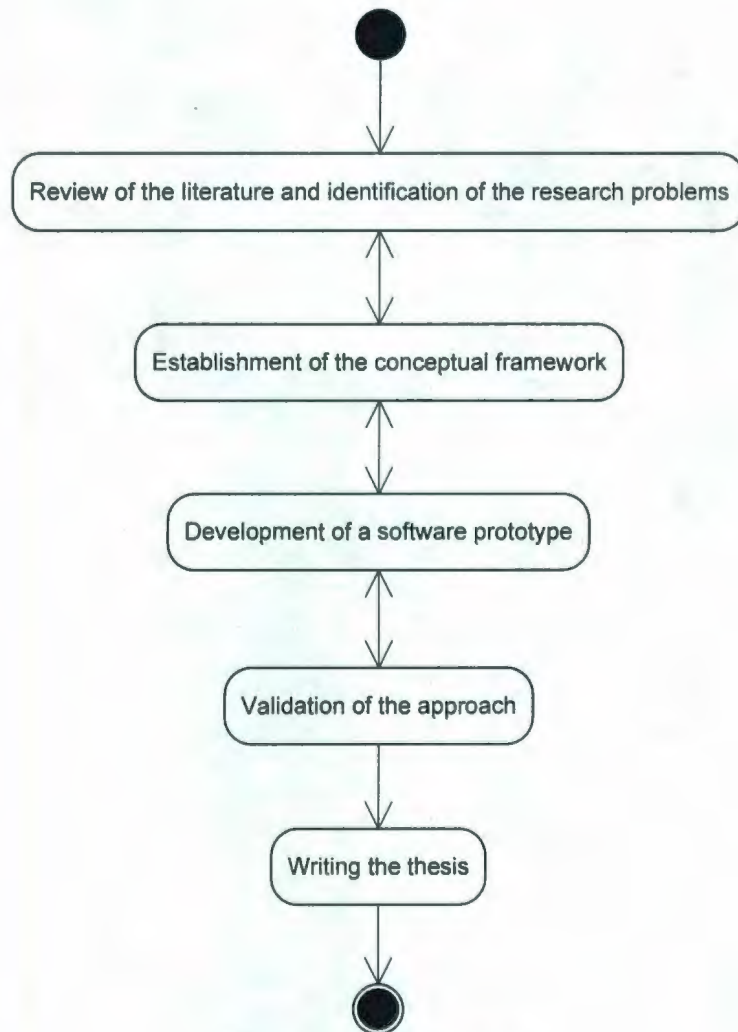 Review of the literature and identification of the research problems
Establishment of the conceptual framework
Development of a software prototype
Validation of the approach
Writing the thesis